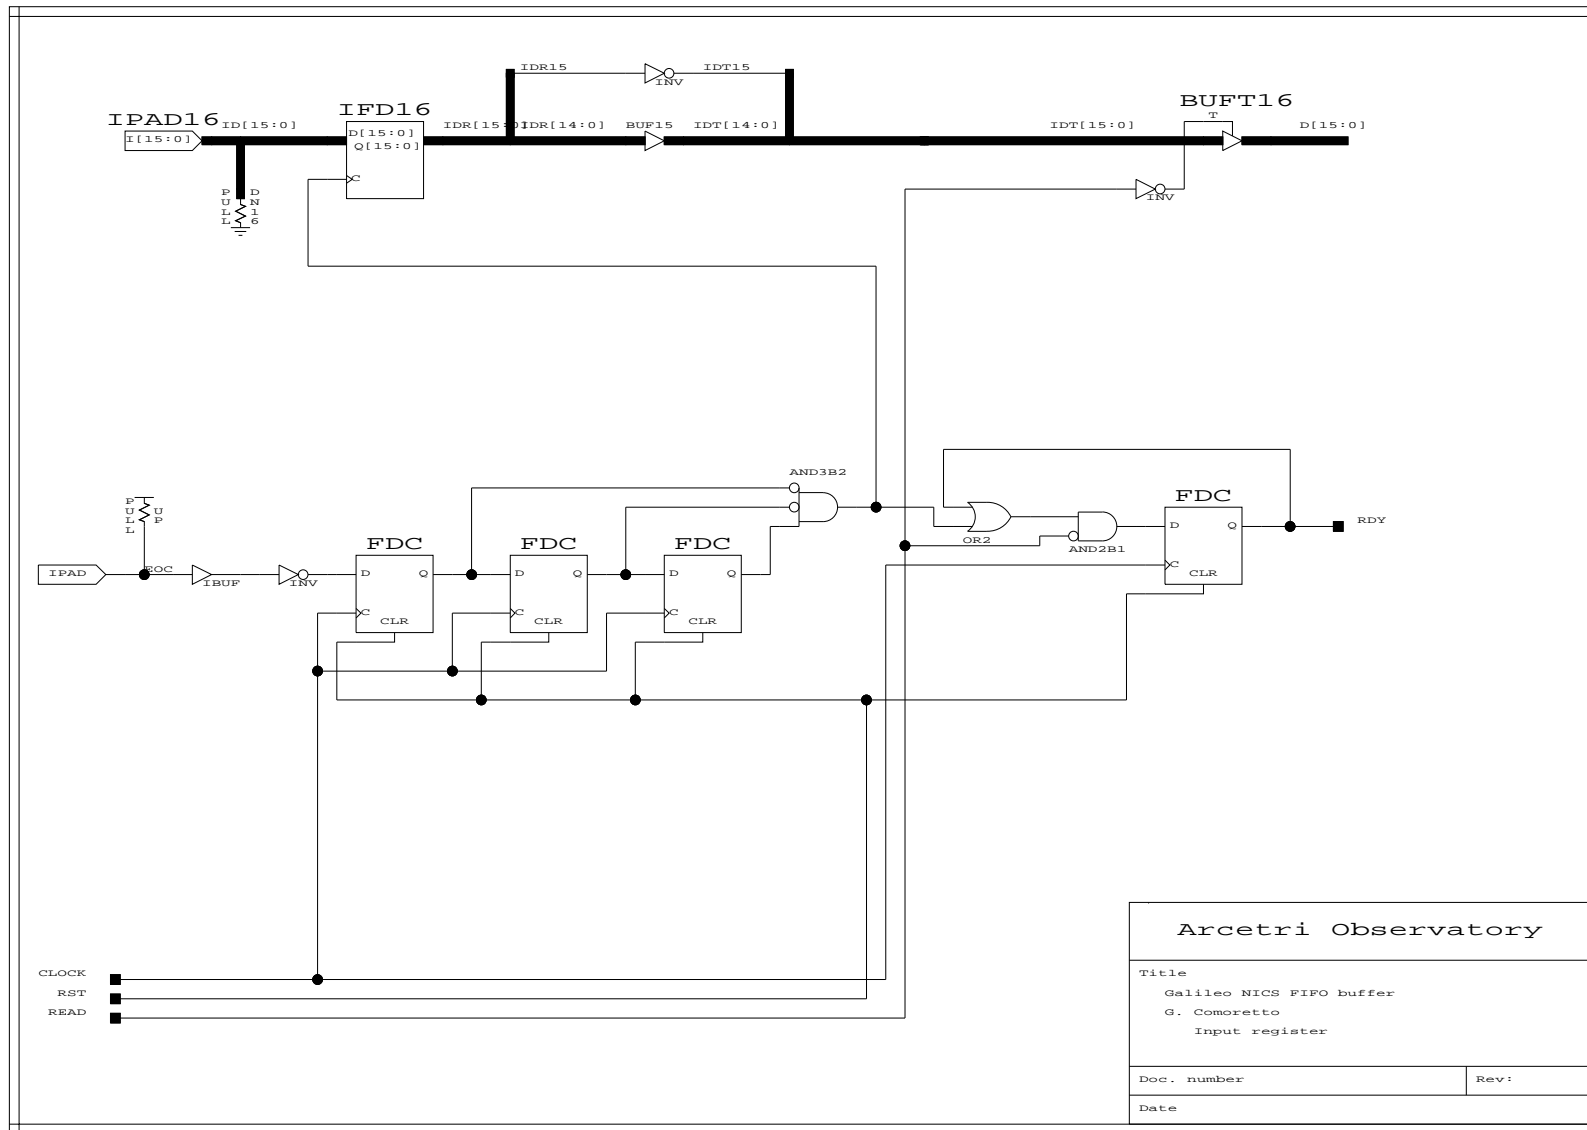 IDR15
IDT15
INV
IPAD16
ID[15:0]
I[15:0]
IFD16
D[15:0]
Q[15:0]
C
IDR[15:0]
IDR[14:0]
BUF15
IDT[14:0]
IDT[15:0]
BUFT16
T
D[15:0]
INV
PULL
DN16
AND3B2
PULL
UP
IPAD
EOC
IBUF
INV
FDC
D
Q
C
CLR
FDC
D
Q
C
CLR
FDC
D
Q
C
CLR
OR2
AND2B1
FDC
D
Q
C
CLR
RDY
CLOCK
RST
READ
Arcetri Observatory
Title
Galileo NICS FIFO buffer
G. Comoretto
Input register
Doc. number
Rev:
Date